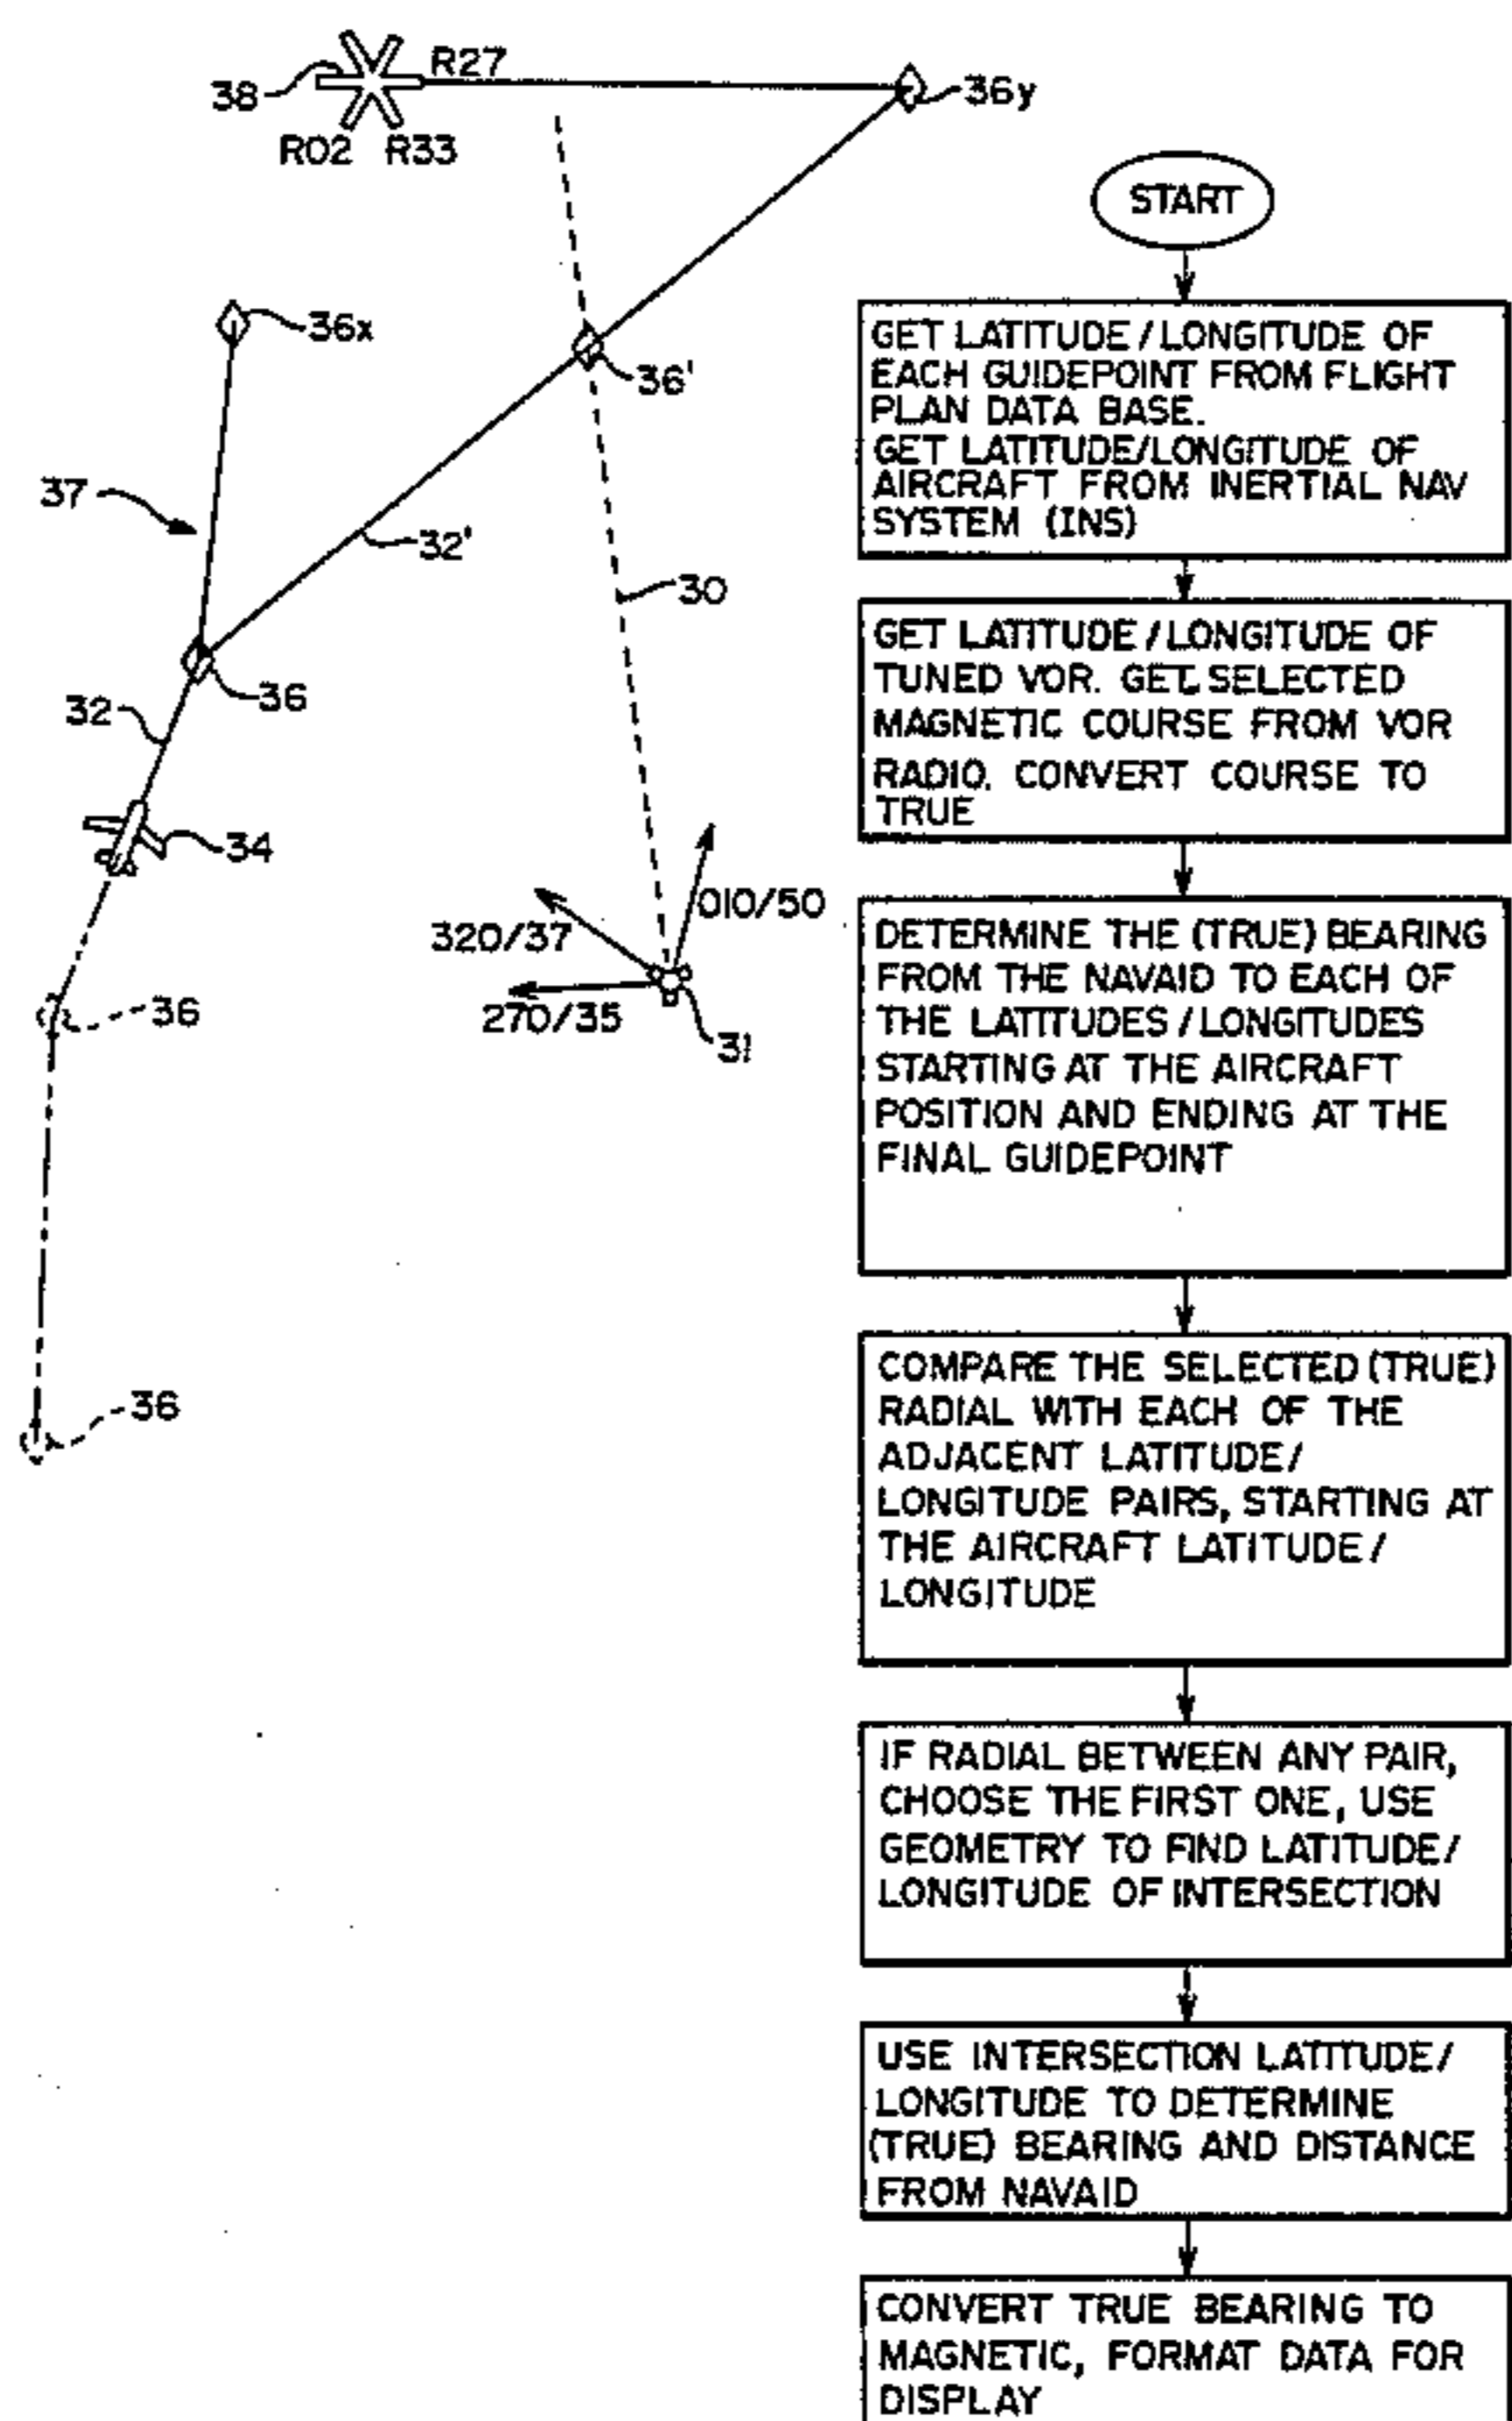 R27
38
36y
R02 R33
36x
36'
37
32'
30
36
32
34
010/50
320/37
270/35
31
36
36
START
GET LATITUDE/LONGITUDE OF
EACH GUIDEPOINT FROM FLIGHT
PLAN DATA BASE.
GET LATITUDE/LONGITUDE OF
AIRCRAFT FROM INERTIAL NAV
SYSTEM (INS)
GET LATITUDE/LONGITUDE OF
TUNED VOR. GET SELECTED
MAGNETIC COURSE FROM VOR
RADIO. CONVERT COURSE TO
TRUE
DETERMINE THE (TRUE) BEARING
FROM THE NAVAID TO EACH OF
THE LATITUDES/LONGITUDES
STARTING AT THE AIRCRAFT
POSITION AND ENDING AT THE
FINAL GUIDEPOINT
COMPARE THE SELECTED (TRUE)
RADIAL WITH EACH OF THE
ADJACENT LATITUDE/
LONGITUDE PAIRS, STARTING AT
THE AIRCRAFT LATITUDE/
LONGITUDE
IF RADIAL BETWEEN ANY PAIR,
CHOOSE THE FIRST ONE, USE
GEOMETRY TO FIND LATITUDE/
LONGITUDE OF INTERSECTION
USE INTERSECTION LATITUDE/
LONGITUDE TO DETERMINE
(TRUE) BEARING AND DISTANCE
FROM NAVAID
CONVERT TRUE BEARING TO
MAGNETIC, FORMAT DATA FOR
DISPLAY